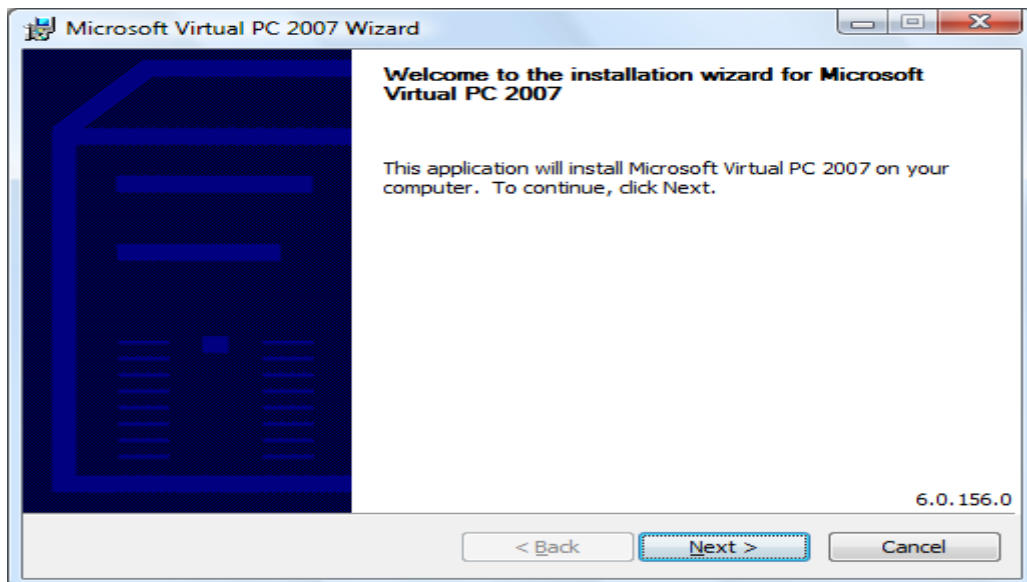 Microsoft Virtual PC 2007 Wizard
Welcome to the installation wizard for Microsoft
Virtual PC 2007
This application will install Microsoft Virtual PC 2007 on your
computer. To continue, click Next.
6.0.156.0
< Back Next > Cancel